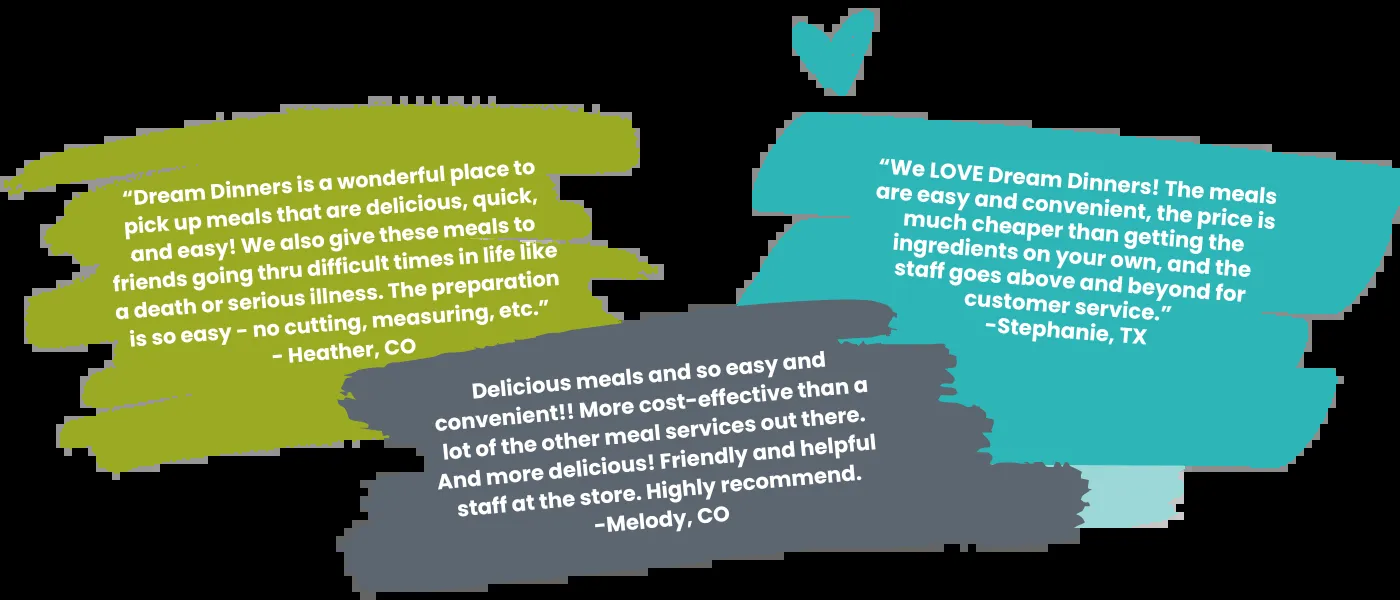 “Dream Dinners is a wonderful place to
pick up meals that are delicious, quick,
and easy! We also give these meals to
friends going thru difficult times in life like
a death or serious illness. The preparation
is so easy - no cutting, measuring, etc.”
- Heather, CO
“We LOVE Dream Dinners! The meals
are easy and convenient, the price is
much cheaper than getting the
ingredients on your own, and the
staff goes above and beyond for
customer service.”
-Stephanie, TX
Delicious meals and so easy and
convenient!! More cost-effective than a
lot of the other meal services out there.
And more delicious! Friendly and helpful
staff at the store. Highly recommend.
-Melody, CO